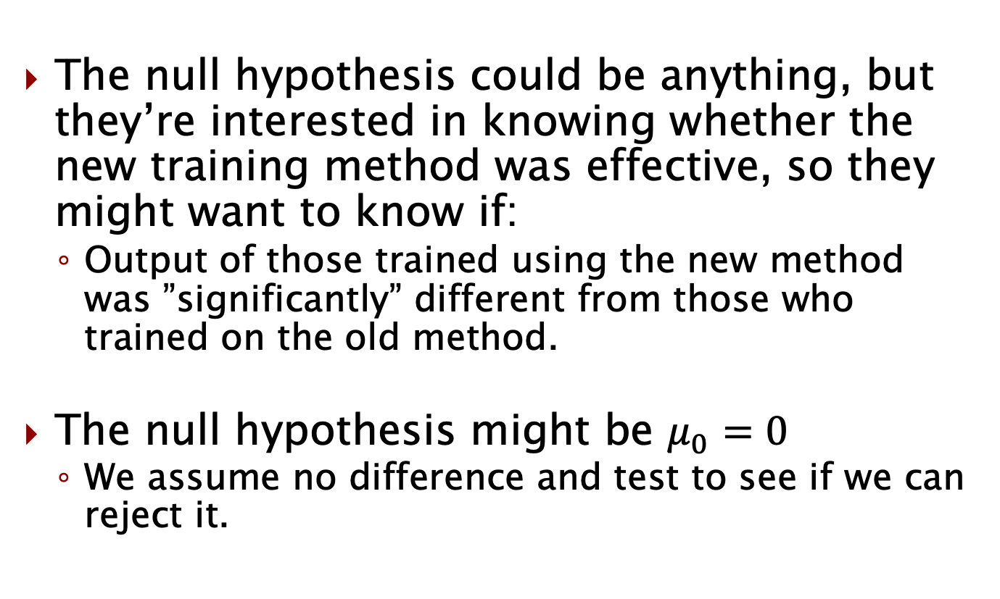 The null hypothesis could be anything, but
they’re interested in knowing whether the
new training method was effective, so they
might want to know if:
Output of those trained using the new method
was ”significantly” different from those who
trained on the old method.
The null hypothesis might be μ₀ = 0
We assume no difference and test to see if we can
reject it.